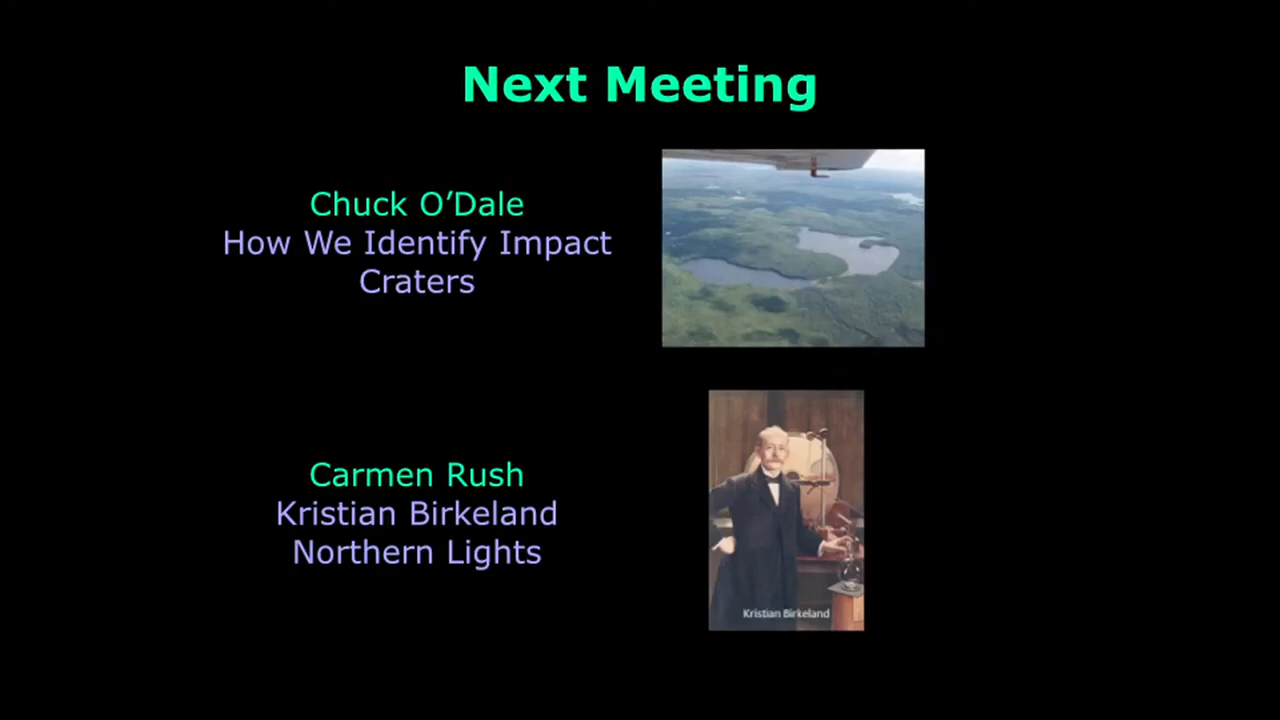 Next Meeting
Chuck O’Dale
How We Identify Impact
Craters
Carmen Rush
Kristian Birkeland
Northern Lights
Kristian Birkeland